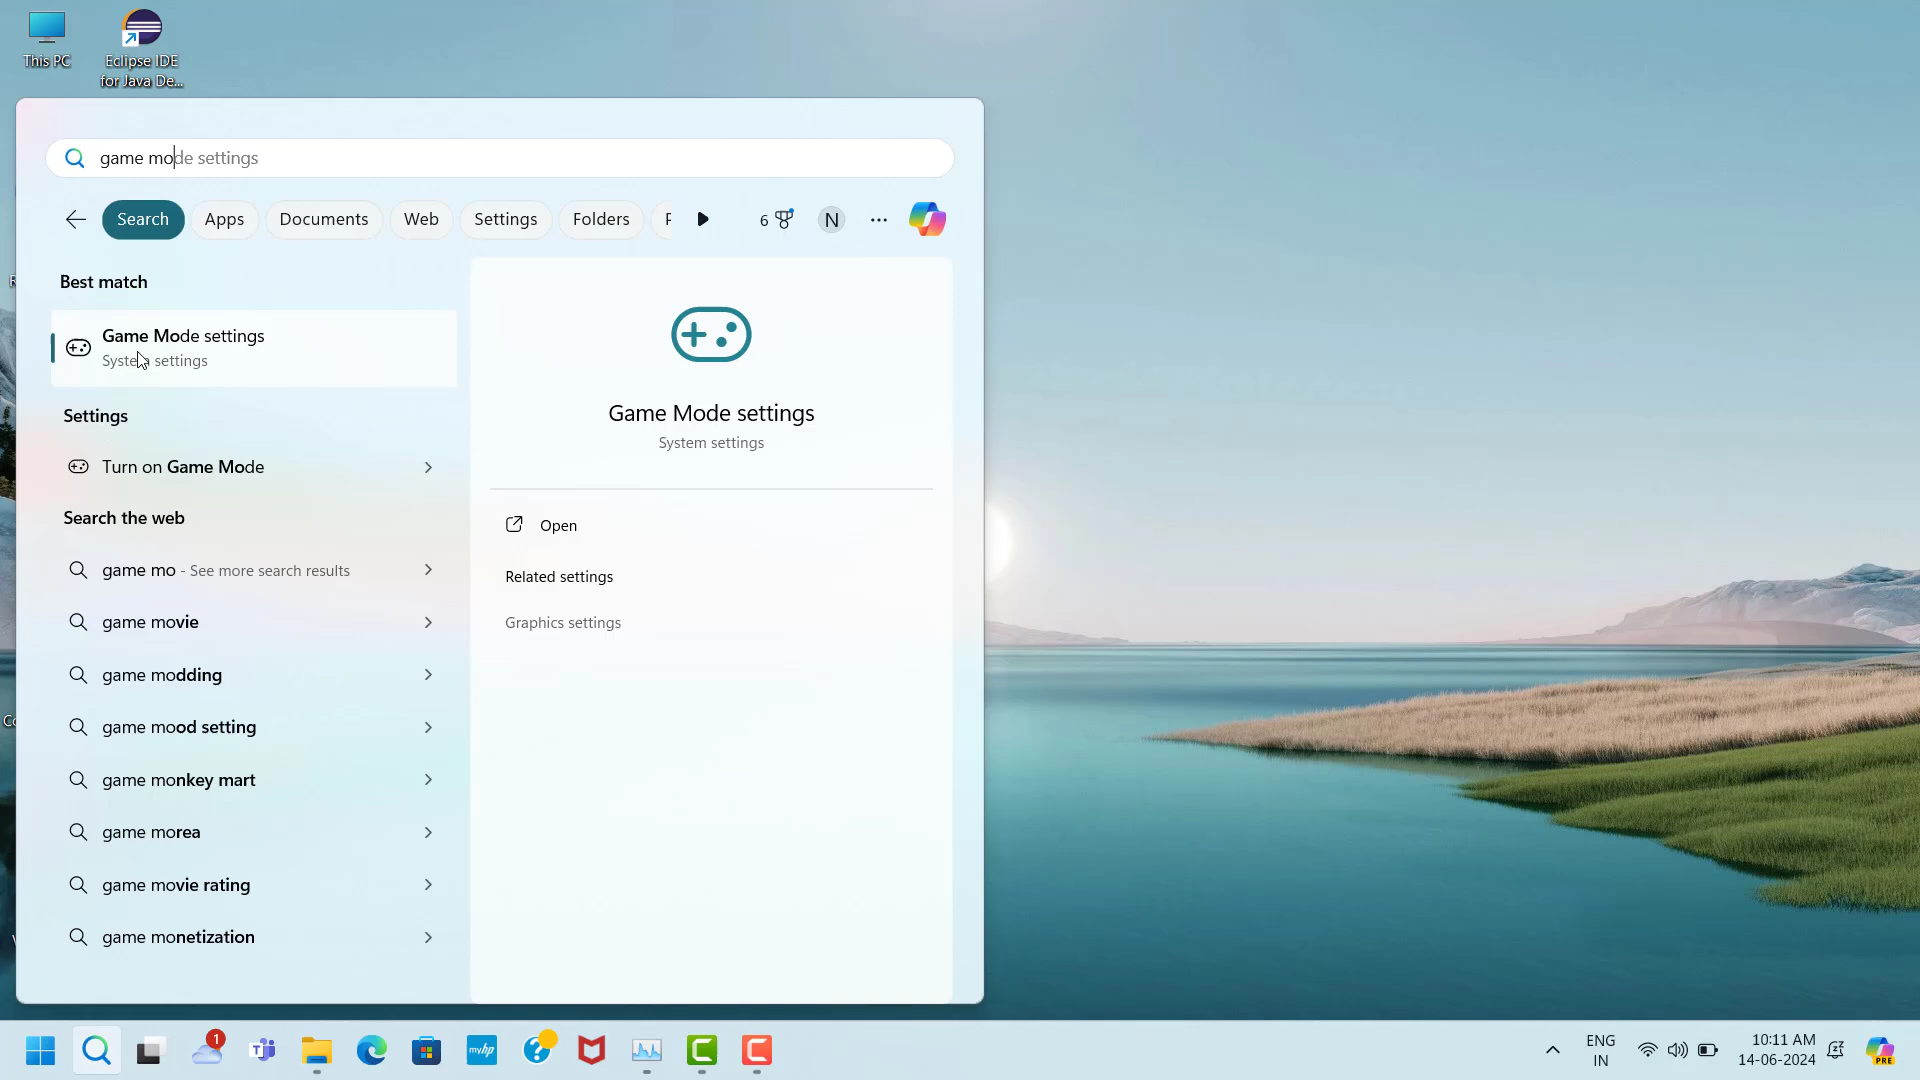 This PC
Eclipse IDE
for Java De...
game mode settings
Search
Apps
Documents
Web
Settings
Folders
6
N
Best match
Game Mode settings
System settings
Settings
Turn on Game Mode
Search the web
game mo - See more search results
game movie
game modding
game mood setting
game monkey mart
game morea
game movie rating
game monetization
Game Mode settings
System settings
Open
Related settings
Graphics settings
1
myhp
ENG
IN
10:11 AM
14-06-2024
PRE